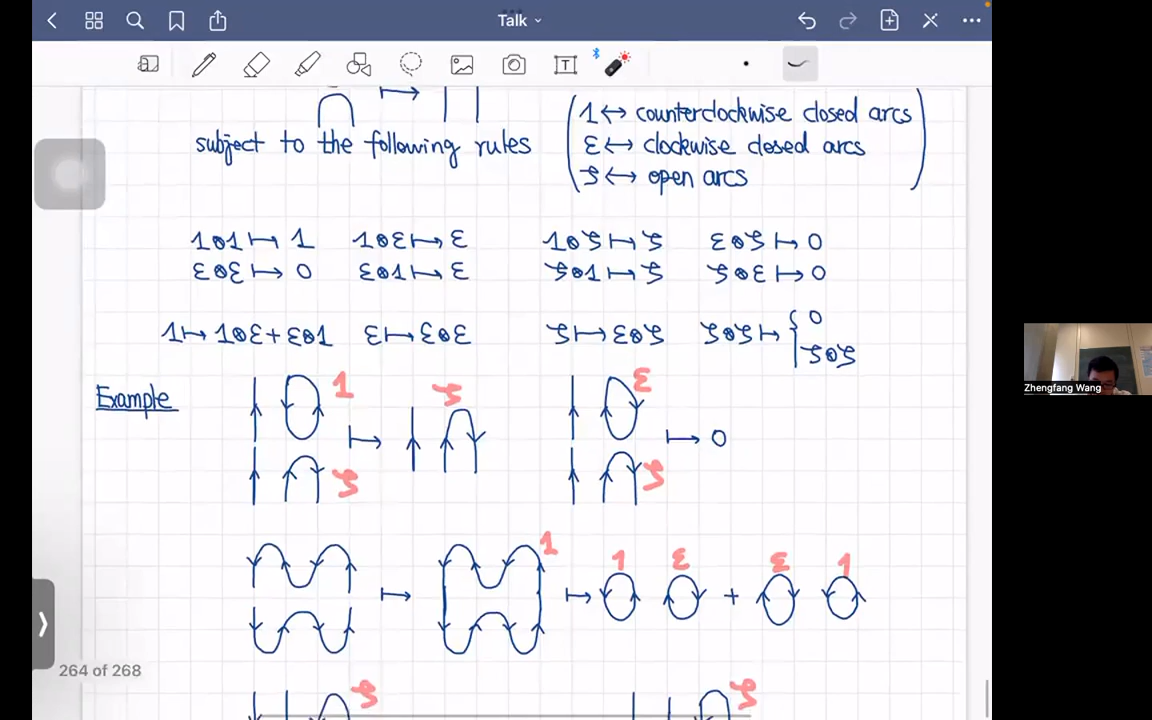 Talk
subject to the following rules
1 ↔ counterclockwise closed arcs
ε ↔ clockwise closed arcs
ζ ↔ open arcs
1⊗1 ↦ 1 1⊗ε ↦ ε 1⊗ζ ↦ ζ ε⊗ζ ↦ 0
ε⊗ε ↦ 0 ε⊗1 ↦ ε ζ⊗1 ↦ ζ ζ⊗ε ↦ 0
1 ↦ 1⊗ε + ε⊗1 ε ↦ ε⊗ε ζ ↦ ε⊗ζ ζ⊗ζ ↦ { 0
ζ⊗ζ
Example
1 ζ ε
↦ ↦ 0
ζ ζ
1 1 ε ε 1
↦ ↦ +
264 of 268
ζ ζ
Zhengfang Wang